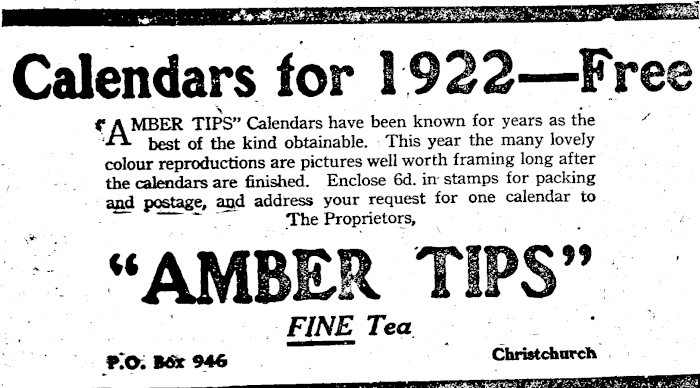 Calendars for 1922—Free
“AMBER TIPS” Calendars have been known for years as the
best of the kind obtainable. This year the many lovely
colour reproductions are pictures well worth framing long after
the calendars are finished. Enclose 6d. in stamps for packing
and postage, and address your request for one calendar to
The Proprietors,
“AMBER TIPS”
FINE Tea
P.O. Box 946
Christchurch